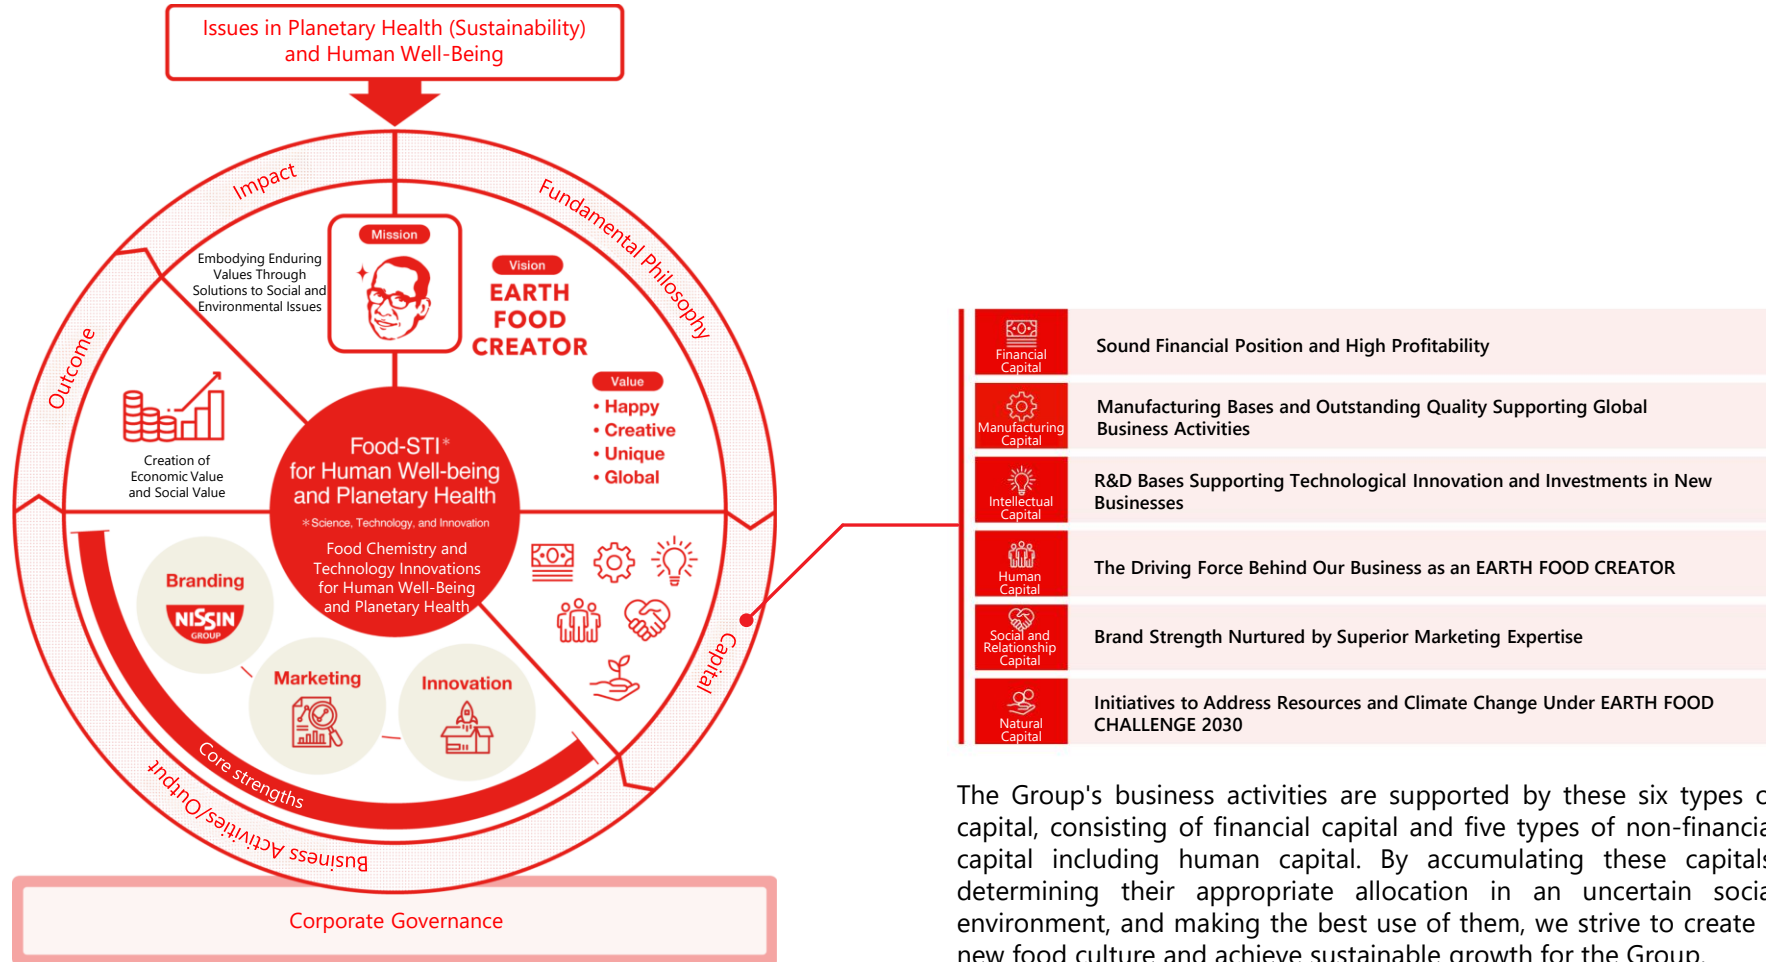 Issues in Planetary Health (Sustainability)
and Human Well-Being
Impact
Fundamental Philosophy
Mission
Embodying Enduring
Values Through
Solutions to Social and
Environmental Issues
Vision
EARTH
FOOD
CREATOR
Value
• Happy
• Creative
• Unique
• Global
Outcome
Creation of
Economic Value
and Social Value
Food-STI*
for Human Well-being
and Planetary Health
*Science, Technology, and Innovation
Food Chemistry and
Technology Innovations
for Human Well-Being
and Planetary Health
Branding
NISSIN
GROUP
Marketing
Innovation
Core strengths
Business Activities/Output
Capital
Corporate Governance
Financial
Capital
Sound Financial Position and High Profitability
Manufacturing
Capital
Manufacturing Bases and Outstanding Quality Supporting Global
Business Activities
Intellectual
Capital
R&D Bases Supporting Technological Innovation and Investments in New
Businesses
Human
Capital
The Driving Force Behind Our Business as an EARTH FOOD CREATOR
Social and
Relationship
Capital
Brand Strength Nurtured by Superior Marketing Expertise
Natural
Capital
Initiatives to Address Resources and Climate Change Under EARTH FOOD
CHALLENGE 2030
The Group's business activities are supported by these six types
capital, consisting of financial capital and five types of
capital including human capital. By accumulating these
determining their appropriate allocation in an uncertain
environment, and making the best use of them, we strive to create
new food culture and achieve sustainable growth for the Group.